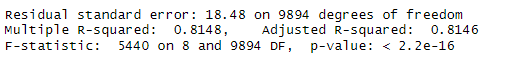 Residual standard error: 18.48 on 9894 degrees of freedom
Multiple R-squared:  0.8148,    Adjusted R-squared:  0.8146
F-statistic:  5440 on 8 and 9894 DF,  p-value: < 2.2e-16